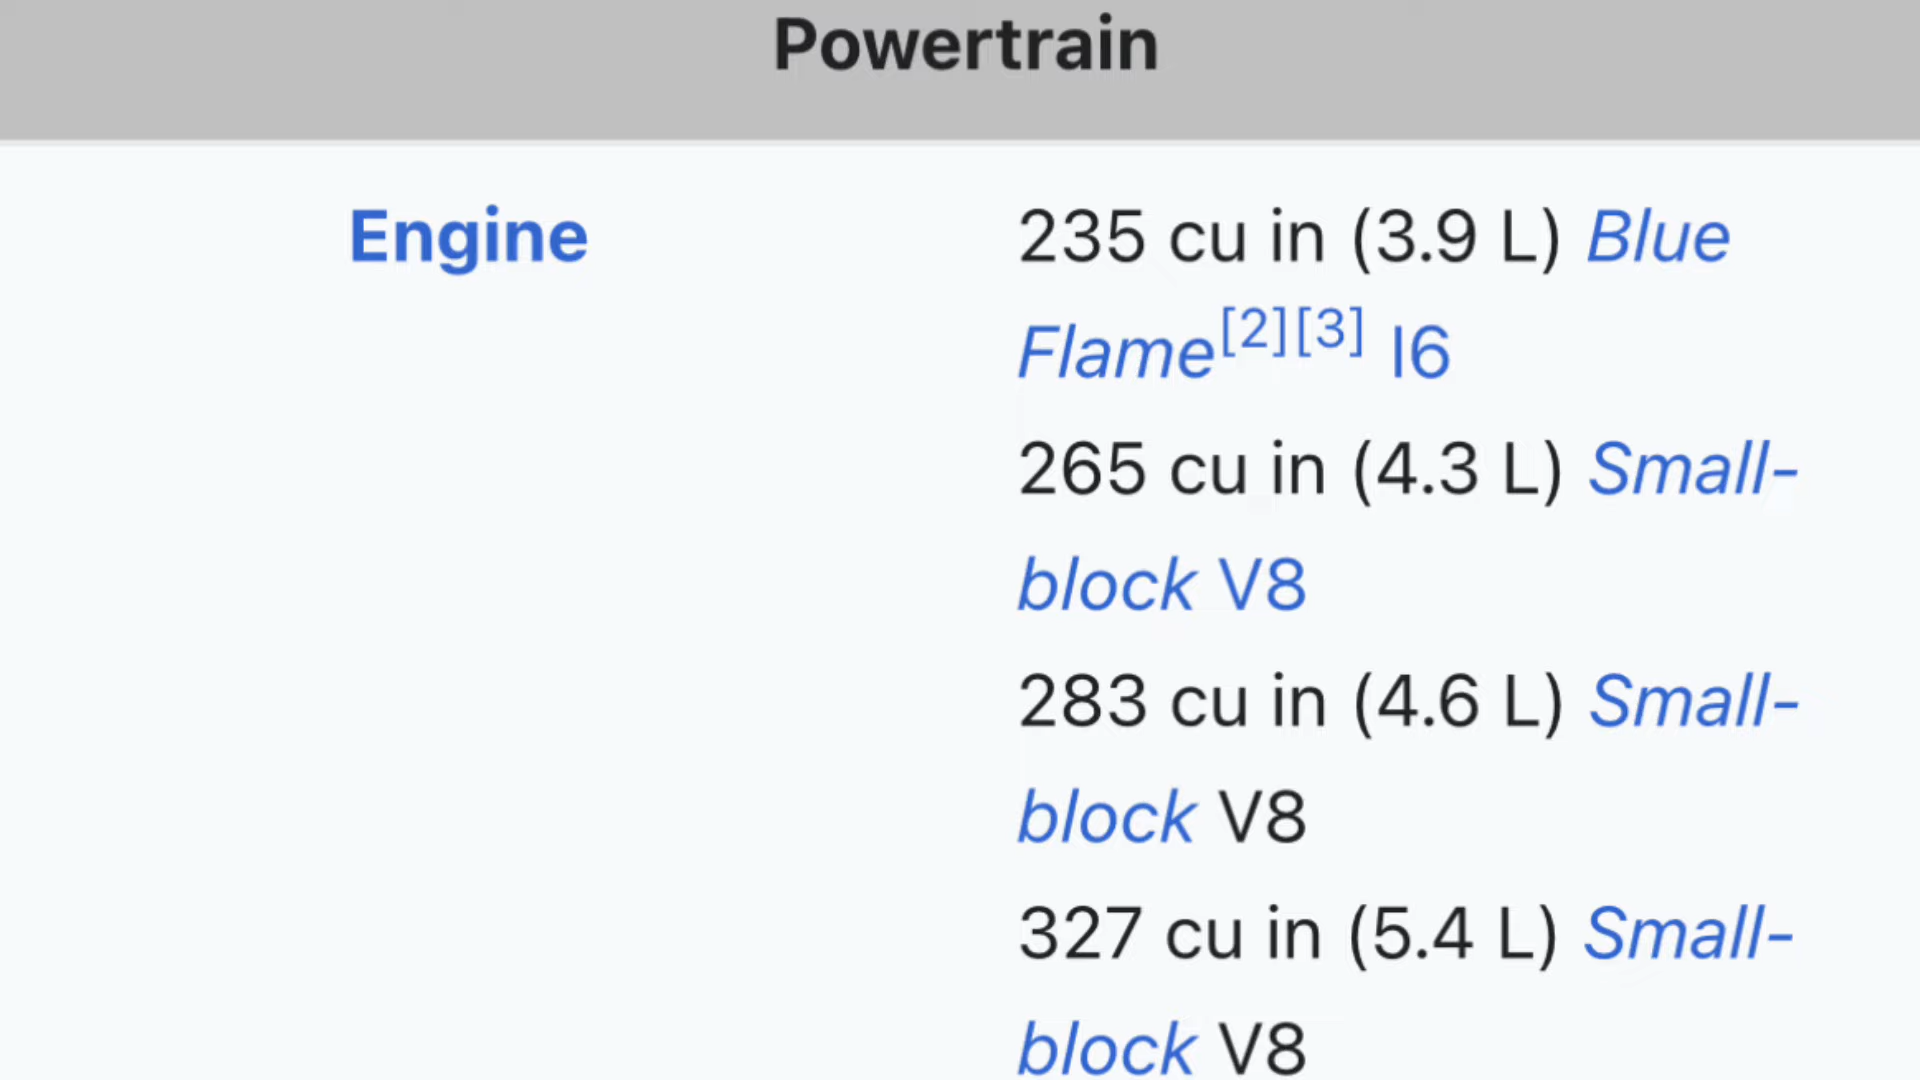 Powertrain
Engine
235 cu in (3.9 L) Blue
Flame[2][3] I6
265 cu in (4.3 L) Small-
block V8
283 cu in (4.6 L) Small-
block V8
327 cu in (5.4 L) Small-
block V8